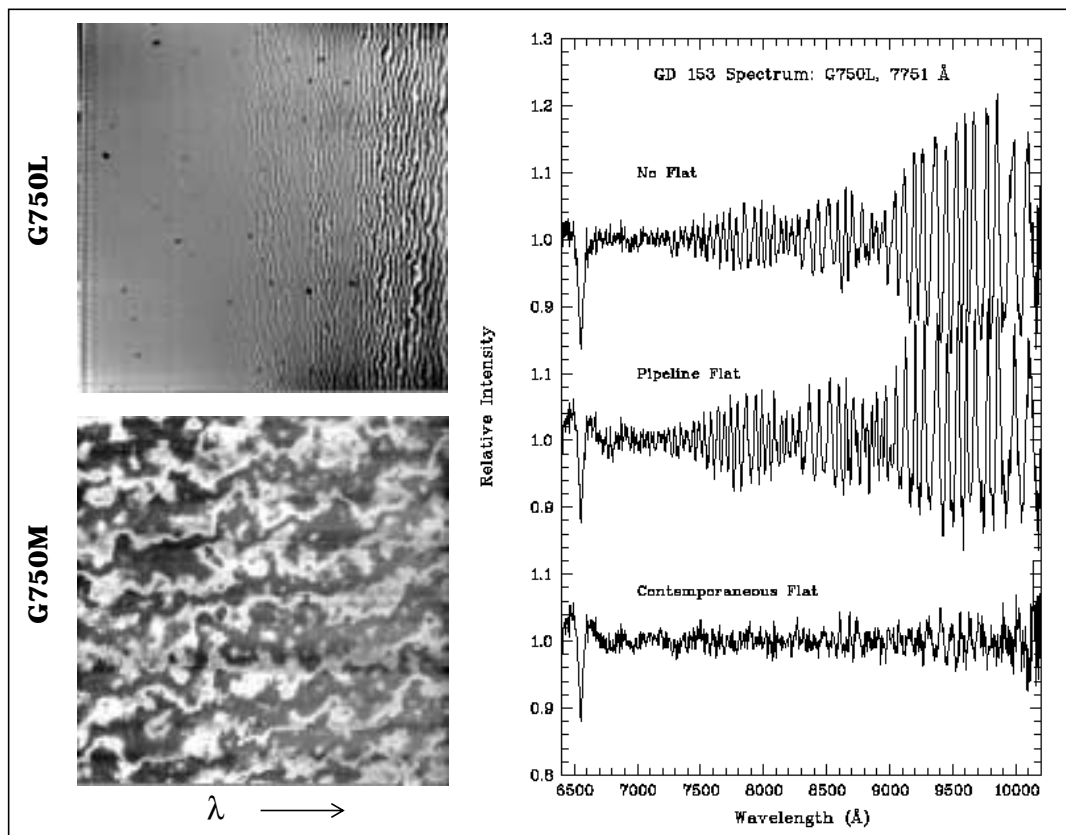 G750L
G750M
λ
GD 153 Spectrum: G750L, 7751 Å
No Flat
Pipeline Flat
Contemporaneous Flat
Relative Intensity
1.3
1.2
1.1
1.0
0.9
1.1
1.0
0.9
1.1
1.0
0.9
0.8
6500 7000 7500 8000 8500 9000 9500 10000
Wavelength (Å)